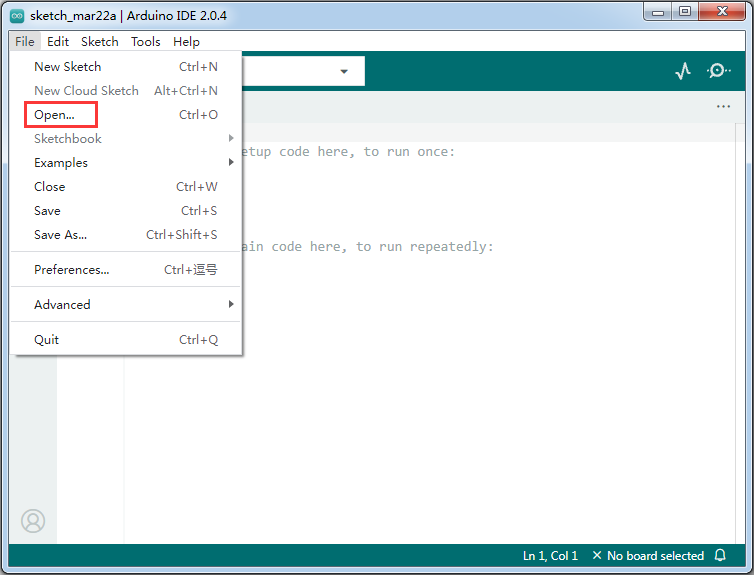 sketch_mar22a | Arduino IDE 2.0.4
File Edit Sketch Tools Help
New Sketch Ctrl+N
New Cloud Sketch Alt+Ctrl+N
Open... Ctrl+O
Sketchbook
Examples
Close Ctrl+W
Save Ctrl+S
Save As... Ctrl+Shift+S
Preferences... Ctrl+逗号
Advanced
Quit Ctrl+Q
etup code here, to run once:
ain code here, to run repeatedly:
Ln 1, Col 1 × No board selected